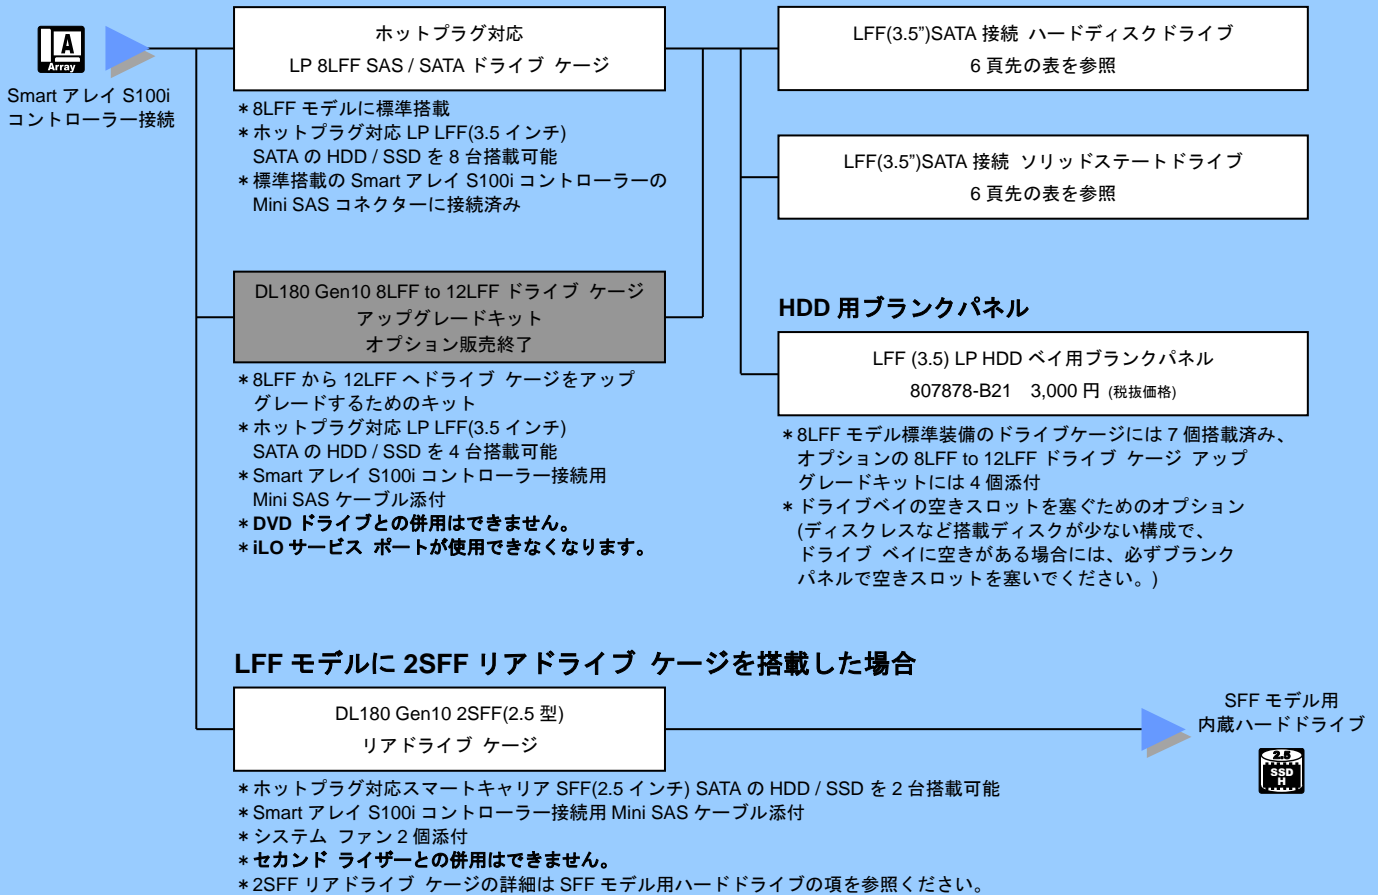 A
Array
Smart アレイ S100i
コントローラー接続
ホットプラグ対応
LP 8LFF SAS / SATA ドライブ ケージ
＊8LFF モデルに標準搭載
＊ホットプラグ対応 LP LFF(3.5 インチ)
SATA の HDD / SSD を 8 台搭載可能
＊標準搭載の Smart アレイ S100i コントローラーの
Mini SAS コネクターに接続済み
DL180 Gen10 8LFF to 12LFF ドライブ ケージ
アップグレードキット
オプション販売終了
＊8LFF から 12LFF へドライブ ケージをアップ
グレードするためのキット
＊ホットプラグ対応 LP LFF(3.5 インチ)
SATA の HDD / SSD を 4 台搭載可能
＊Smart アレイ S100i コントローラー接続用
Mini SAS ケーブル添付
＊DVD ドライブとの併用はできません。
＊iLO サービス ポートが使用できなくなります。
LFF(3.5”)SATA 接続 ハードディスクドライブ
6 頁先の表を参照
LFF(3.5”)SATA 接続 ソリッドステートドライブ
6 頁先の表を参照
HDD 用ブランクパネル
LFF (3.5) LP HDD ベイ用ブランクパネル
807878-B21 3,000 円 (税抜価格)
＊8LFF モデル標準装備のドライブケージには 7 個搭載済み、
オプションの 8LFF to 12LFF ドライブ ケージ アップ
グレードキットには 4 個添付
＊ドライブベイの空きスロットを塞ぐためのオプション
(ディスクレスなど搭載ディスクが少ない構成で、
ドライブ ベイに空きがある場合には、必ずブランク
パネルで空きスロットを塞いでください。)
LFF モデルに 2SFF リアドライブ ケージを搭載した場合
DL180 Gen10 2SFF(2.5 型)
リアドライブ ケージ
＊ホットプラグ対応スマートキャリア SFF(2.5 インチ) SATA の HDD / SSD を 2 台搭載可能
＊Smart アレイ S100i コントローラー接続用 Mini SAS ケーブル添付
＊システム ファン 2 個添付
＊セカンド ライザーとの併用はできません。
＊2SFF リアドライブ ケージの詳細は SFF モデル用ハードドライブの項を参照ください。
SFF モデル用
内蔵ハードドライブ
2.5
SSD
H